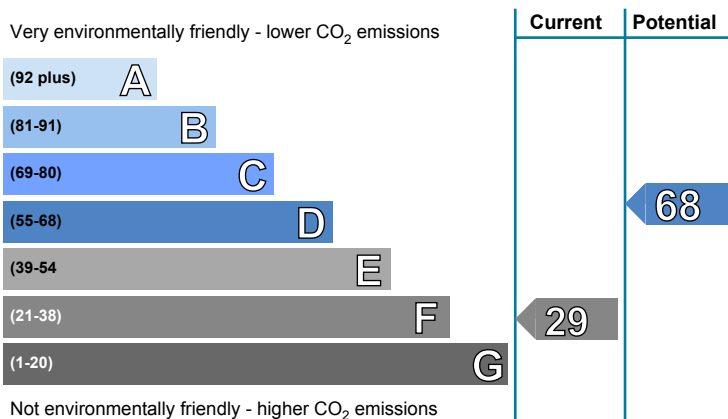 Current Potential
Very environmentally friendly - lower CO2 emissions
(92 plus) A
(81-91) B
(69-80) C
68
(55-68) D
(39-54 E
(21-38) F 29
(1-20) G
Not environmentally friendly - higher CO2 emissions